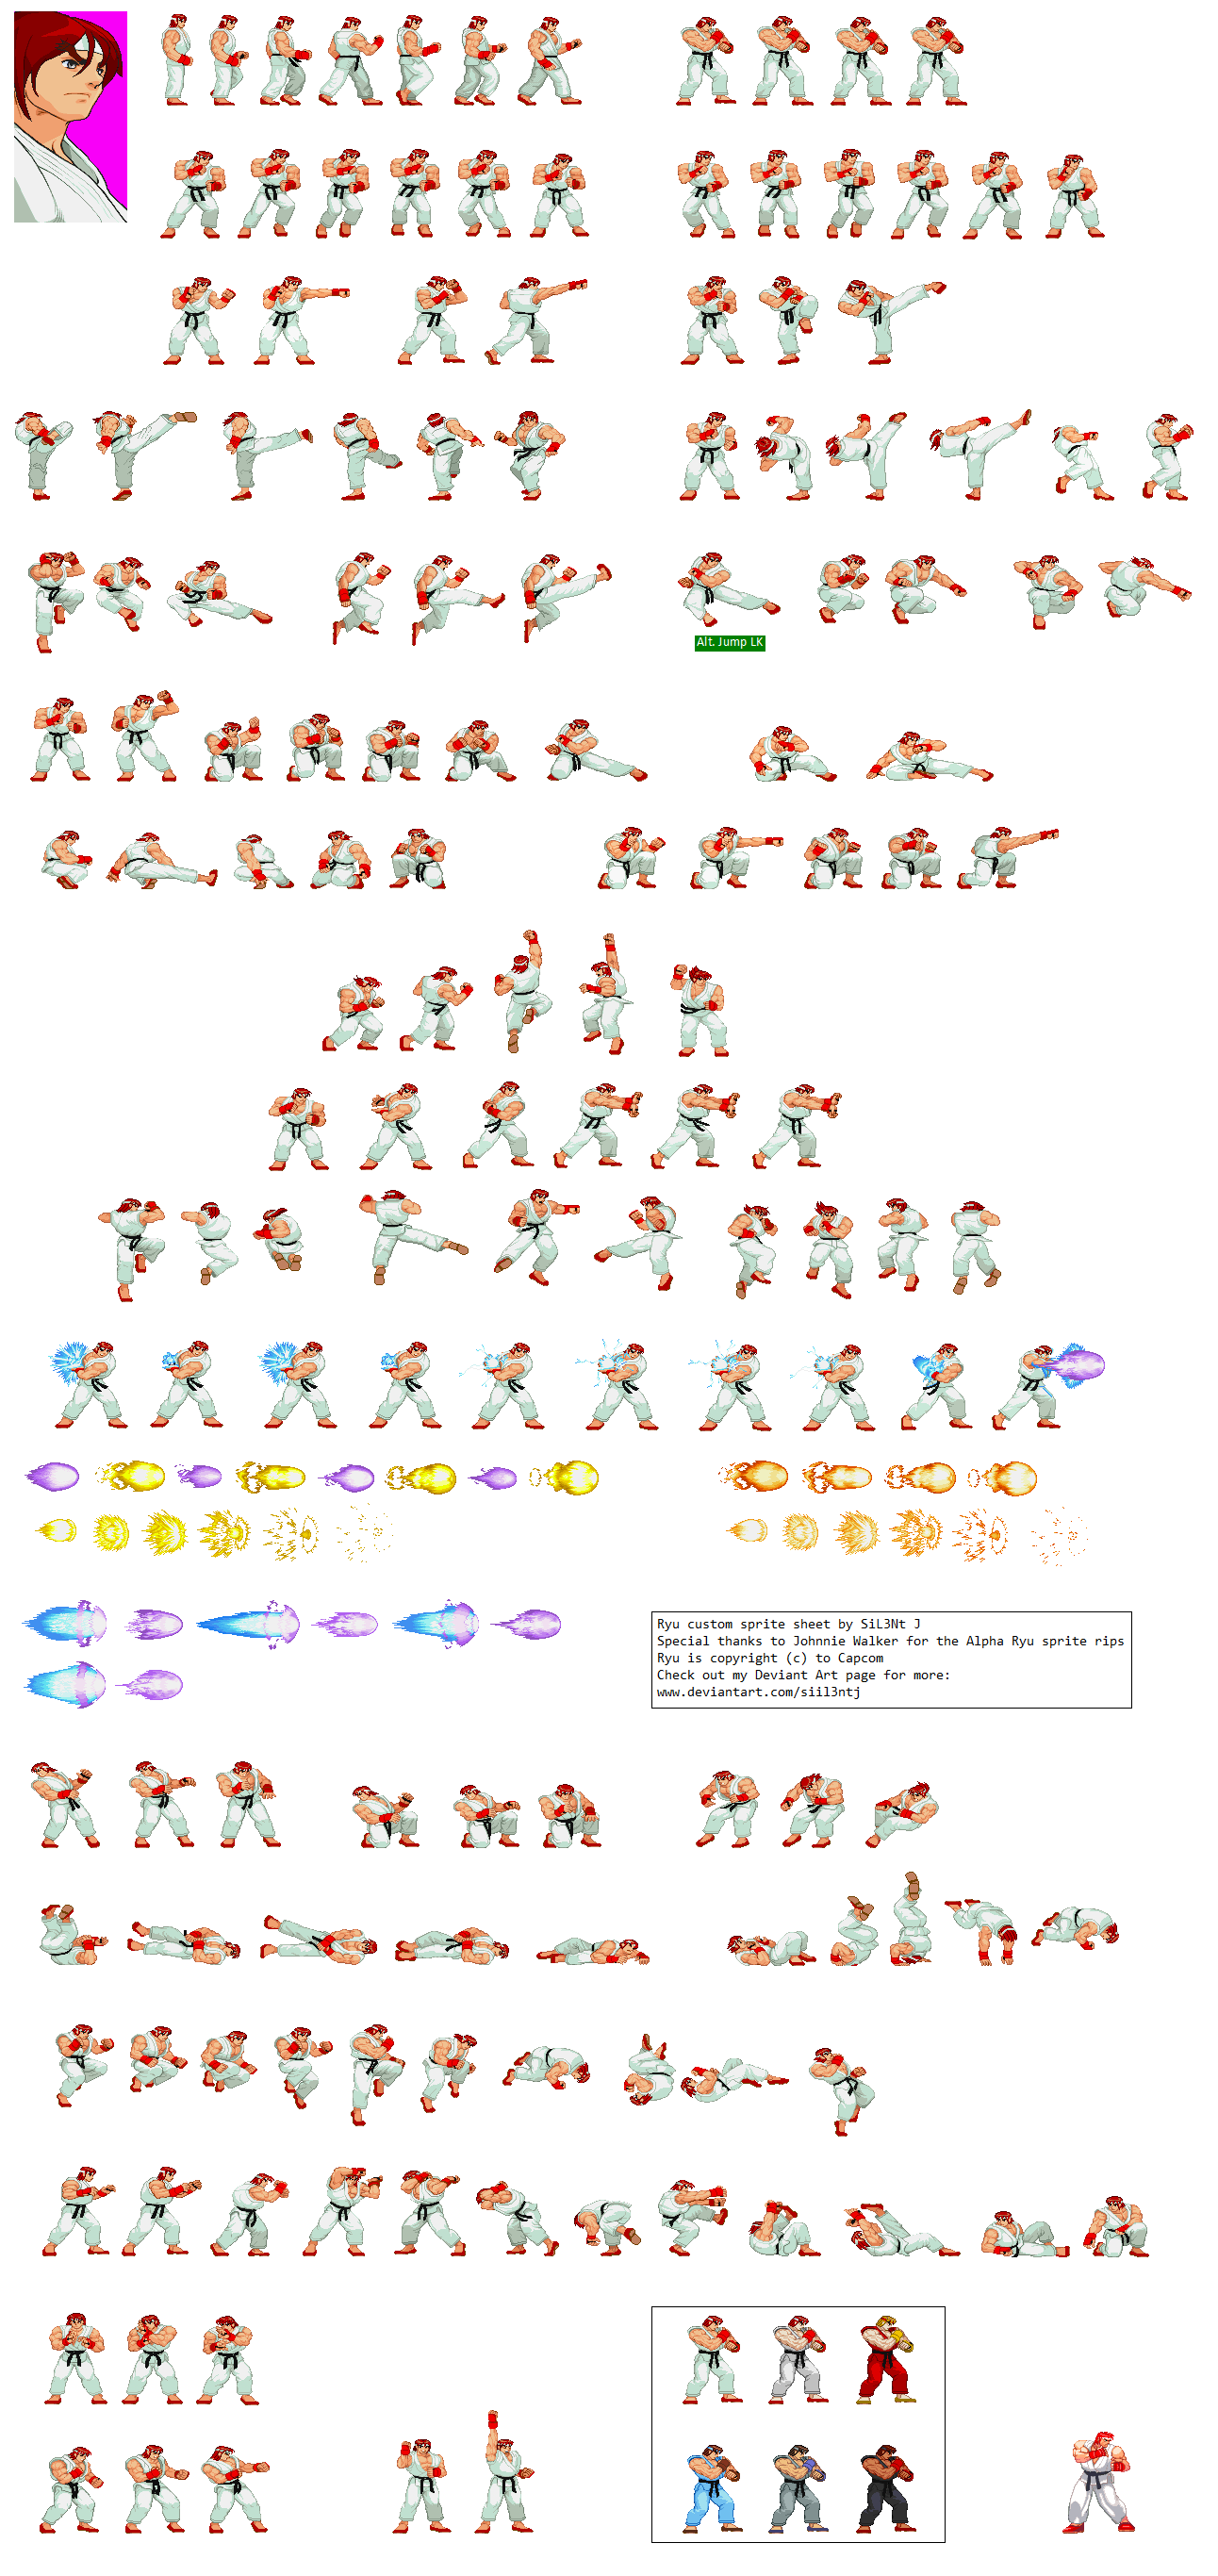 Alt. Jump LK
Ryu custom sprite sheet by SiL3Nt J
Special thanks to Johnnie Walker for the Alpha Ryu sprite rips
Ryu is copyright (c) to Capcom
Check out my Deviant Art page for more:
www.deviantart.com/siil3ntj